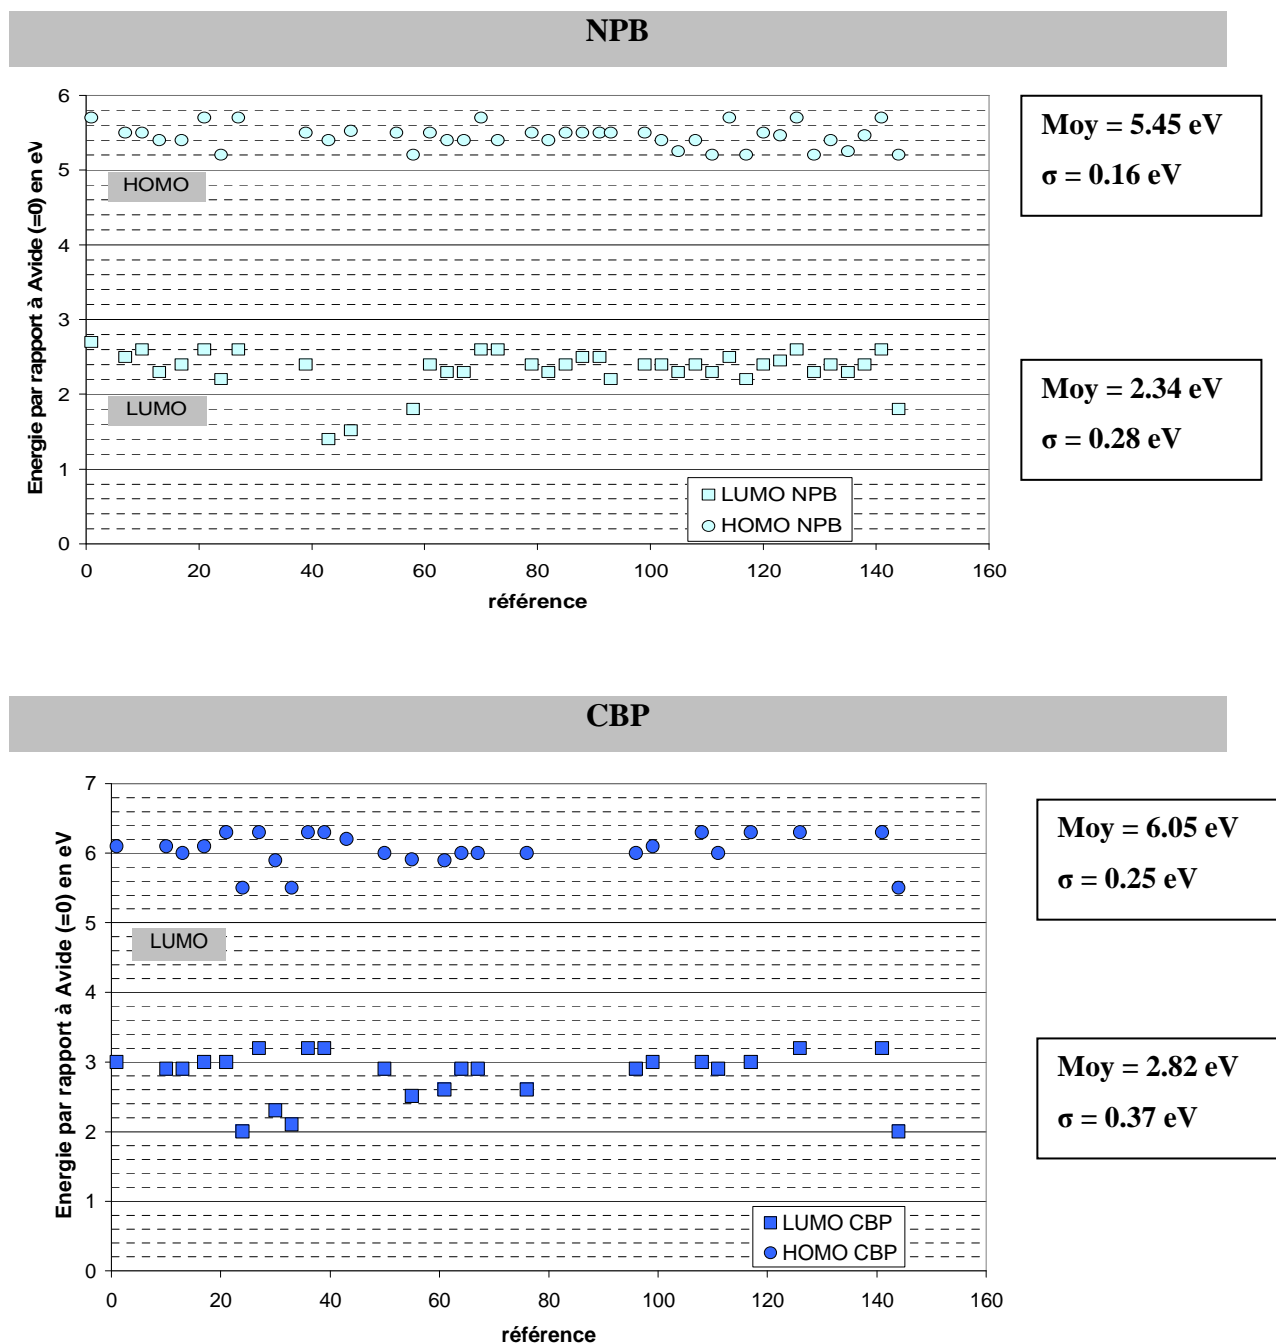 NPB
Energie par rapport à Avide (=0) en eV
6
5
4
3
2
1
0
HOMO
LUMO
LUMO NPB
HOMO NPB
0 20 40 60 80 100 120 140 160
référence
Moy = 5.45 eV
σ = 0.16 eV
Moy = 2.34 eV
σ = 0.28 eV
CBP
Energie par rapport à Avide (=0) en eV
7
6
5
4
3
2
1
0
LUMO
LUMO CBP
HOMO CBP
0 20 40 60 80 100 120 140 160
référence
Moy = 6.05 eV
σ = 0.25 eV
Moy = 2.82 eV
σ = 0.37 eV